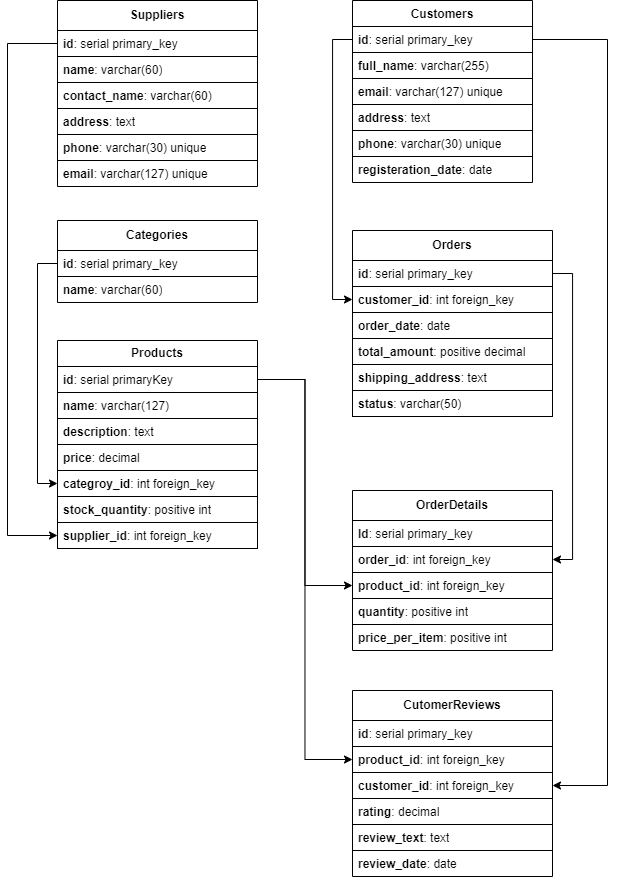 Suppliers
id: serial primary_key
name: varchar(60)
contact_name: varchar(60)
address: text
phone: varchar(30) unique
email: varchar(127) unique
Categories
id: serial primary_key
name: varchar(60)
Products
id: serial primaryKey
name: varchar(127)
description: text
price: decimal
categroy_id: int foreign_key
stock_quantity: positive int
supplier_id: int foreign_key
Customers
id: serial primary_key
full_name: varchar(255)
email: varchar(127) unique
address: text
phone: varchar(30) unique
registeration_date: date
Orders
id: serial primary_key
customer_id: int foreign_key
order_date: date
total_amount: positive decimal
shipping_address: text
status: varchar(50)
OrderDetails
Id: serial primary_key
order_id: int foreign_key
product_id: int foreign_key
quantity: positive int
price_per_item: positive int
CutomerReviews
id: serial primary_key
product_id: int foreign_key
customer_id: int foreign_key
rating: decimal
review_text: text
review_date: date